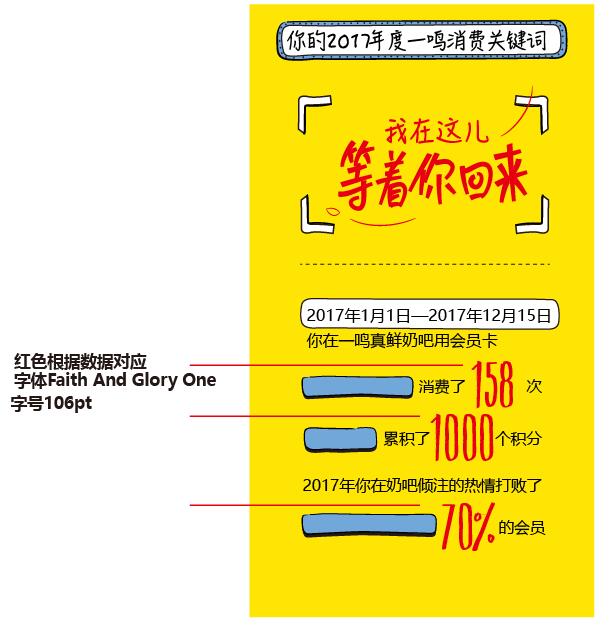 你的2017年度一鸣消费关键词
我在这儿
等着你回来
2017年1月1日—2017年12月15日
你在一鸣真鲜奶吧用会员卡
红色根据数据对应
字体Faith And Glory One
字号106pt
消费了 158 次
累积了 1000 个积分
2017年你在奶吧倾注的热情打败了
70% 的会员